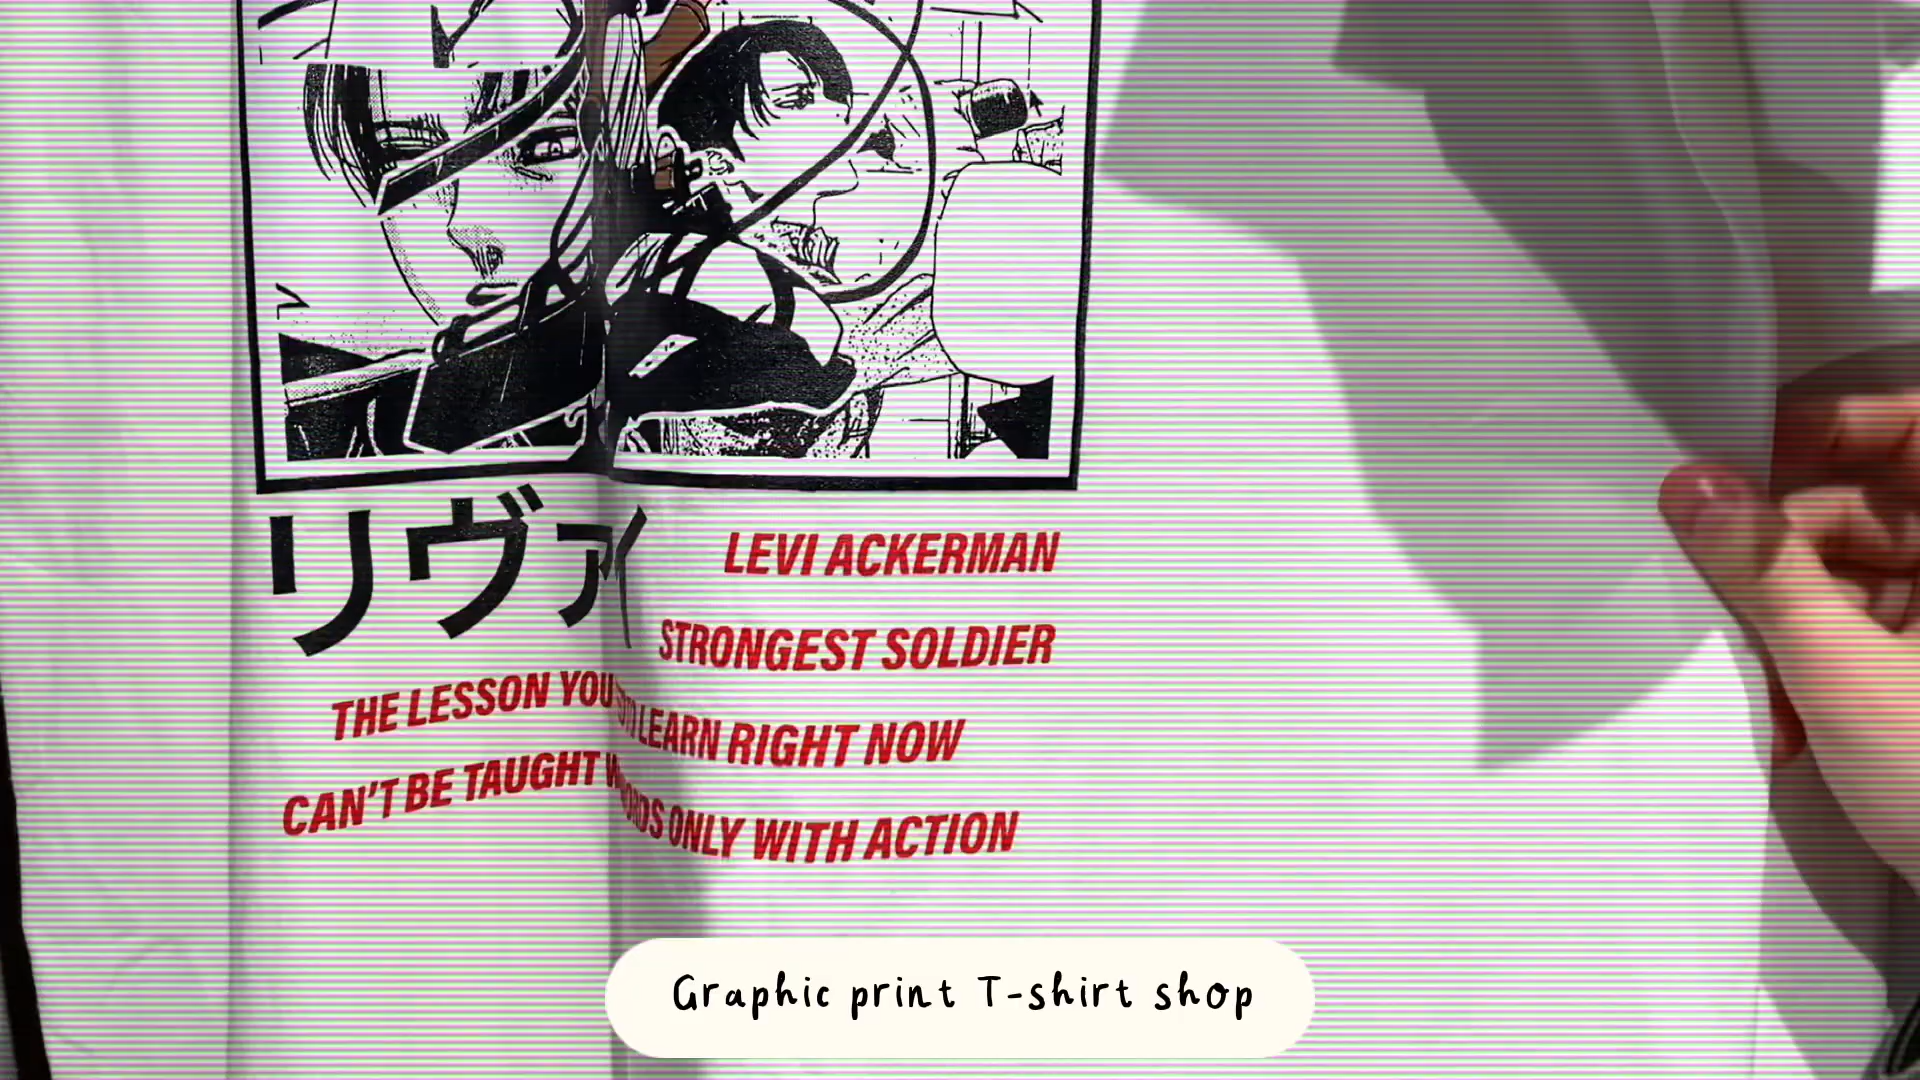 リヴァイ
LEVI ACKERMAN
STRONGEST SOLDIER
THE LESSON YOU LEARN RIGHT NOW
CAN'T BE TAUGHT ONLY WITH ACTION
Graphic print T-shirt shop